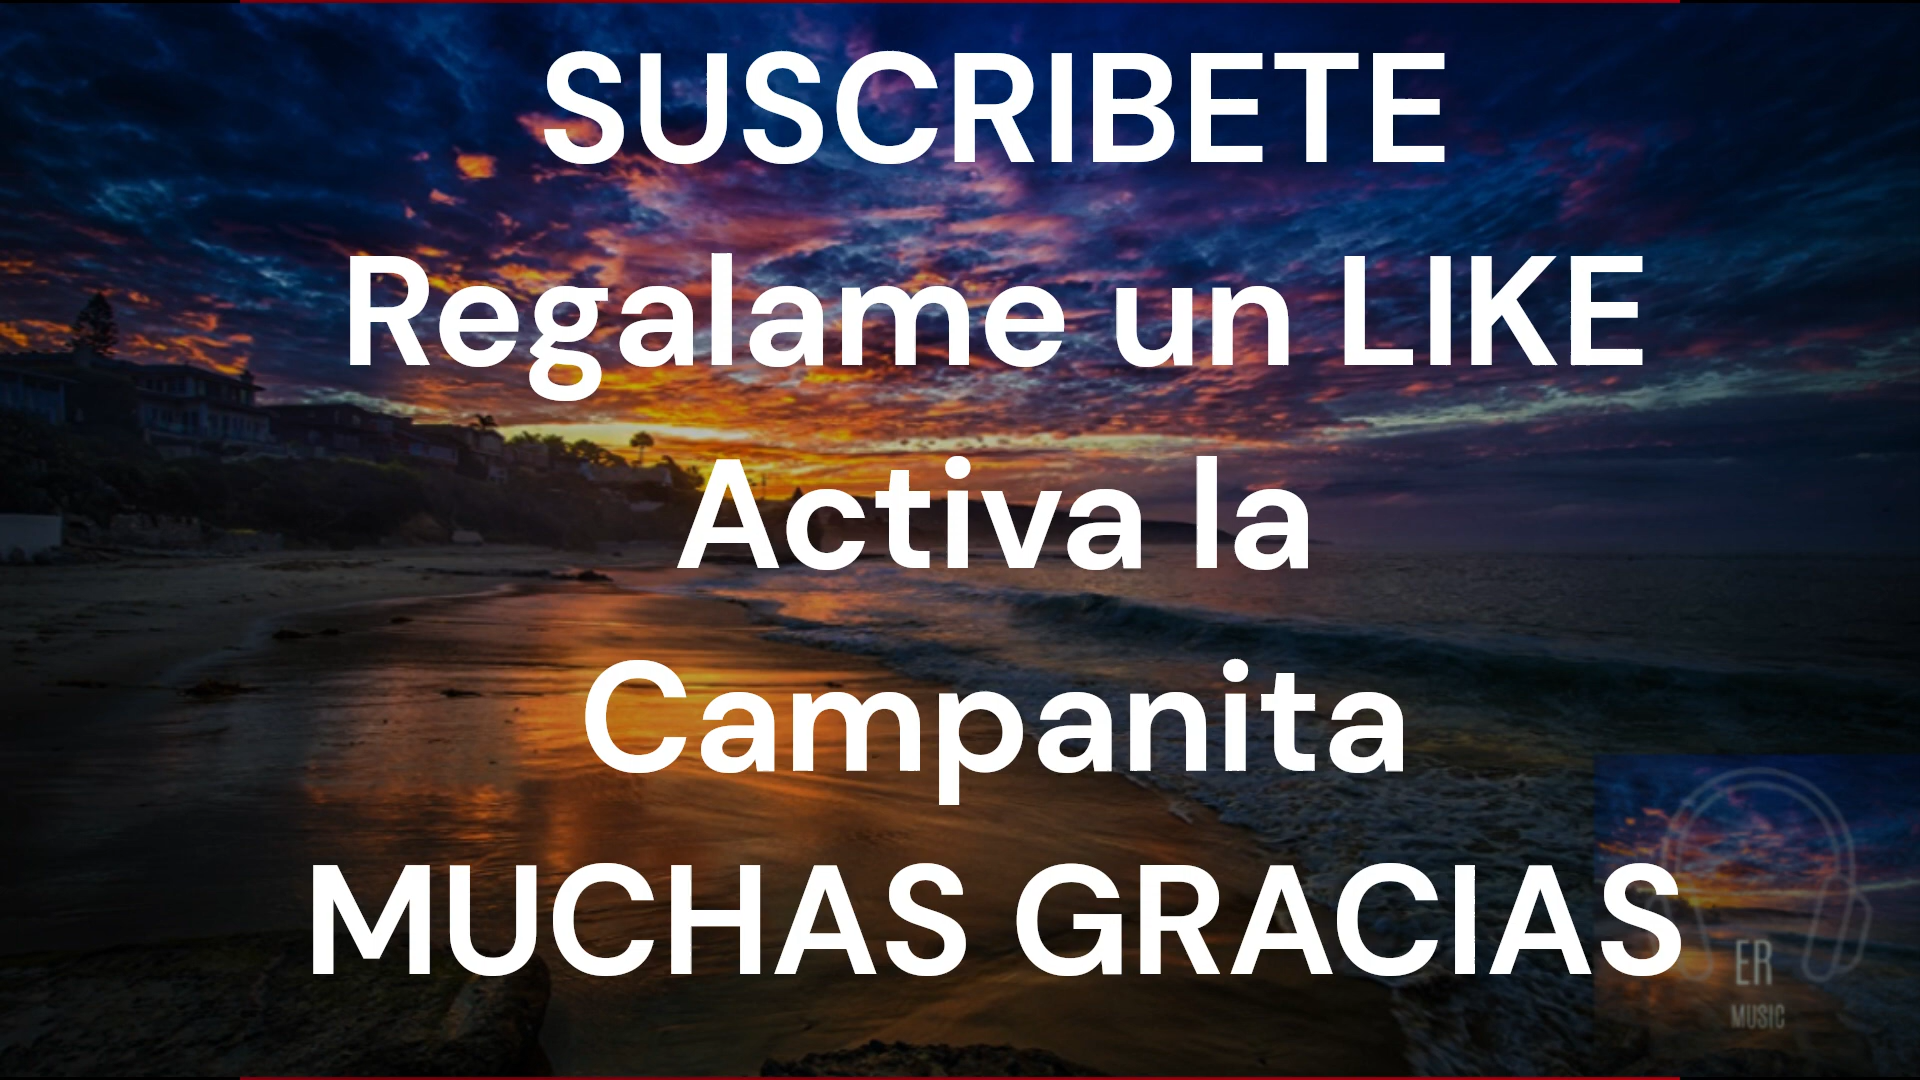 SUSCRIBETE
Regalame un LIKE
Activa la
Campanita
MUCHAS GRACIAS
ER
MUSIC